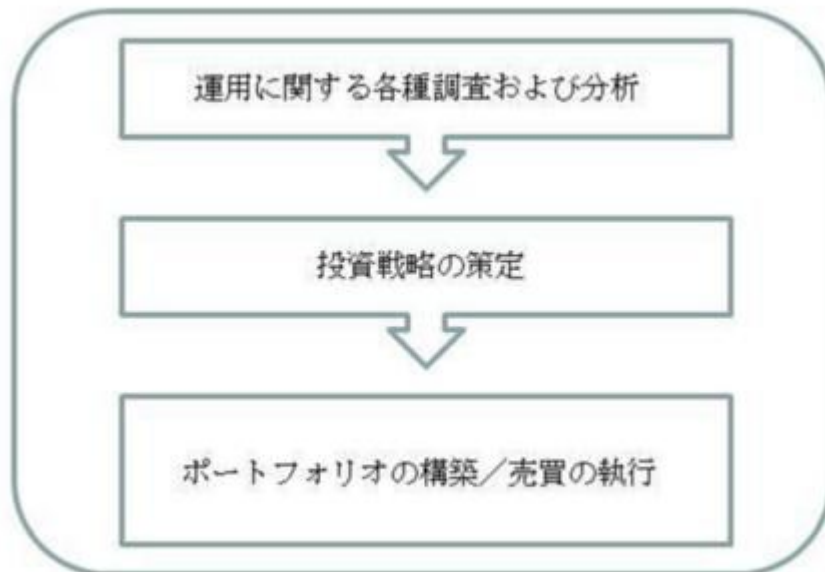 運用に関する各種調査および分析
投資戦略の策定
ポートフォリオの構築／売買の執行